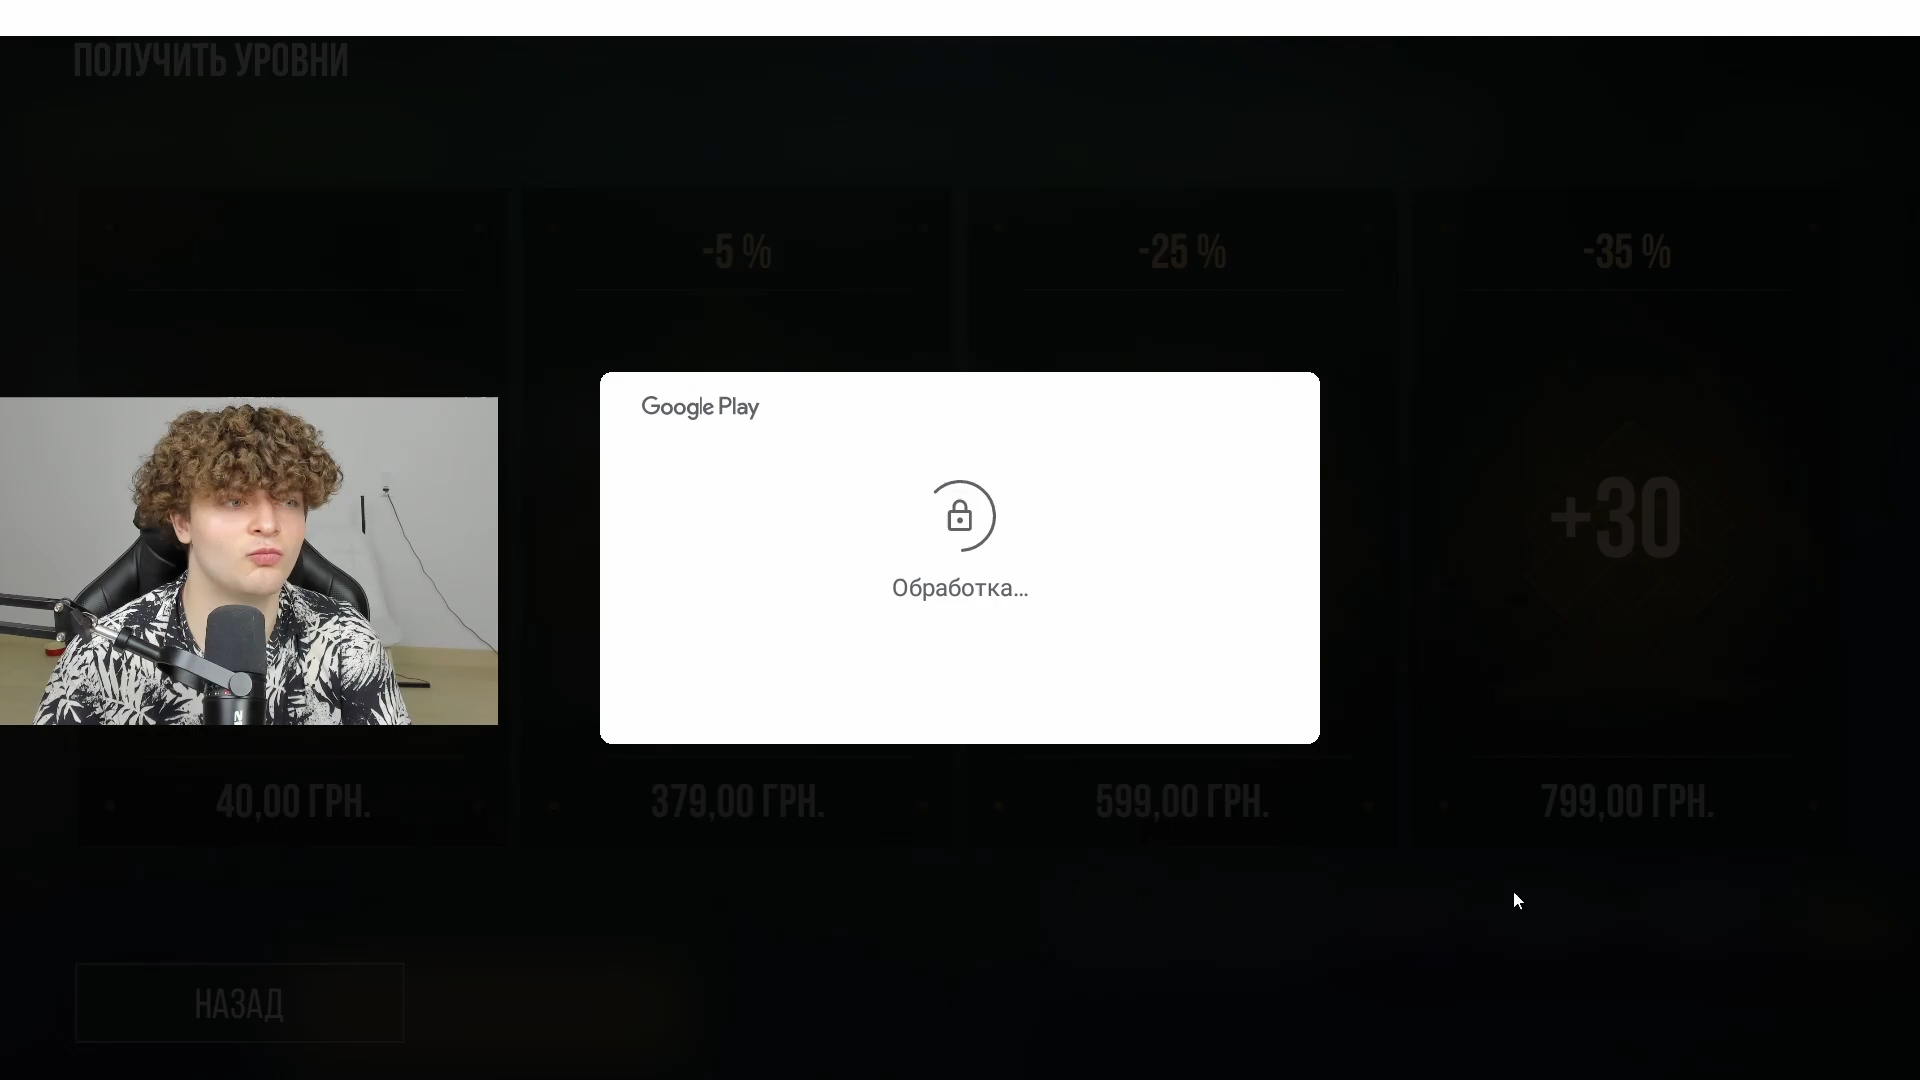 ПОЛУЧИТЬ УРОВНИ
-5 %
-25 %
-35 %
Google Play
Обработка...
+30
40,00 ГРН.
379,00 ГРН.
599,00 ГРН.
799,00 ГРН.
НАЗАД